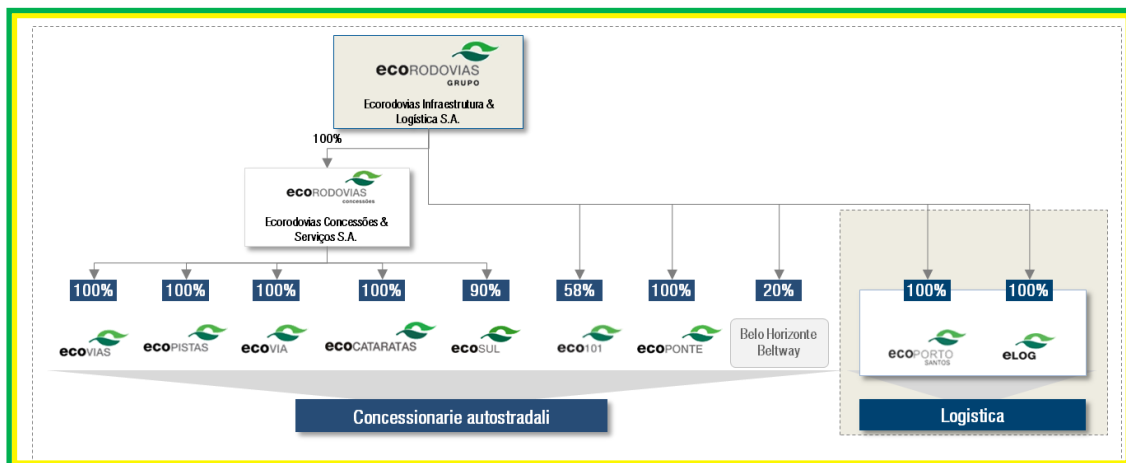 ecoRODOVIAS
GRUPO
Ecorodovias Infraestrutura &
Logística S.A.
100%
ecoRODOVIAS
concessões
Ecorodovias Concessões &
Serviços S.A.
100%
100%
100%
100%
90%
58%
100%
20%
100%
100%
ecoVIAS
ecoPISTAS
ecoVIA
ecoCATARATAS
ecoSUL
eco101
ecoPONTE
Belo Horizonte
Beltway
ecoPORTO
SANTOS
eLOG
Concessionarie autostradali
Logistica